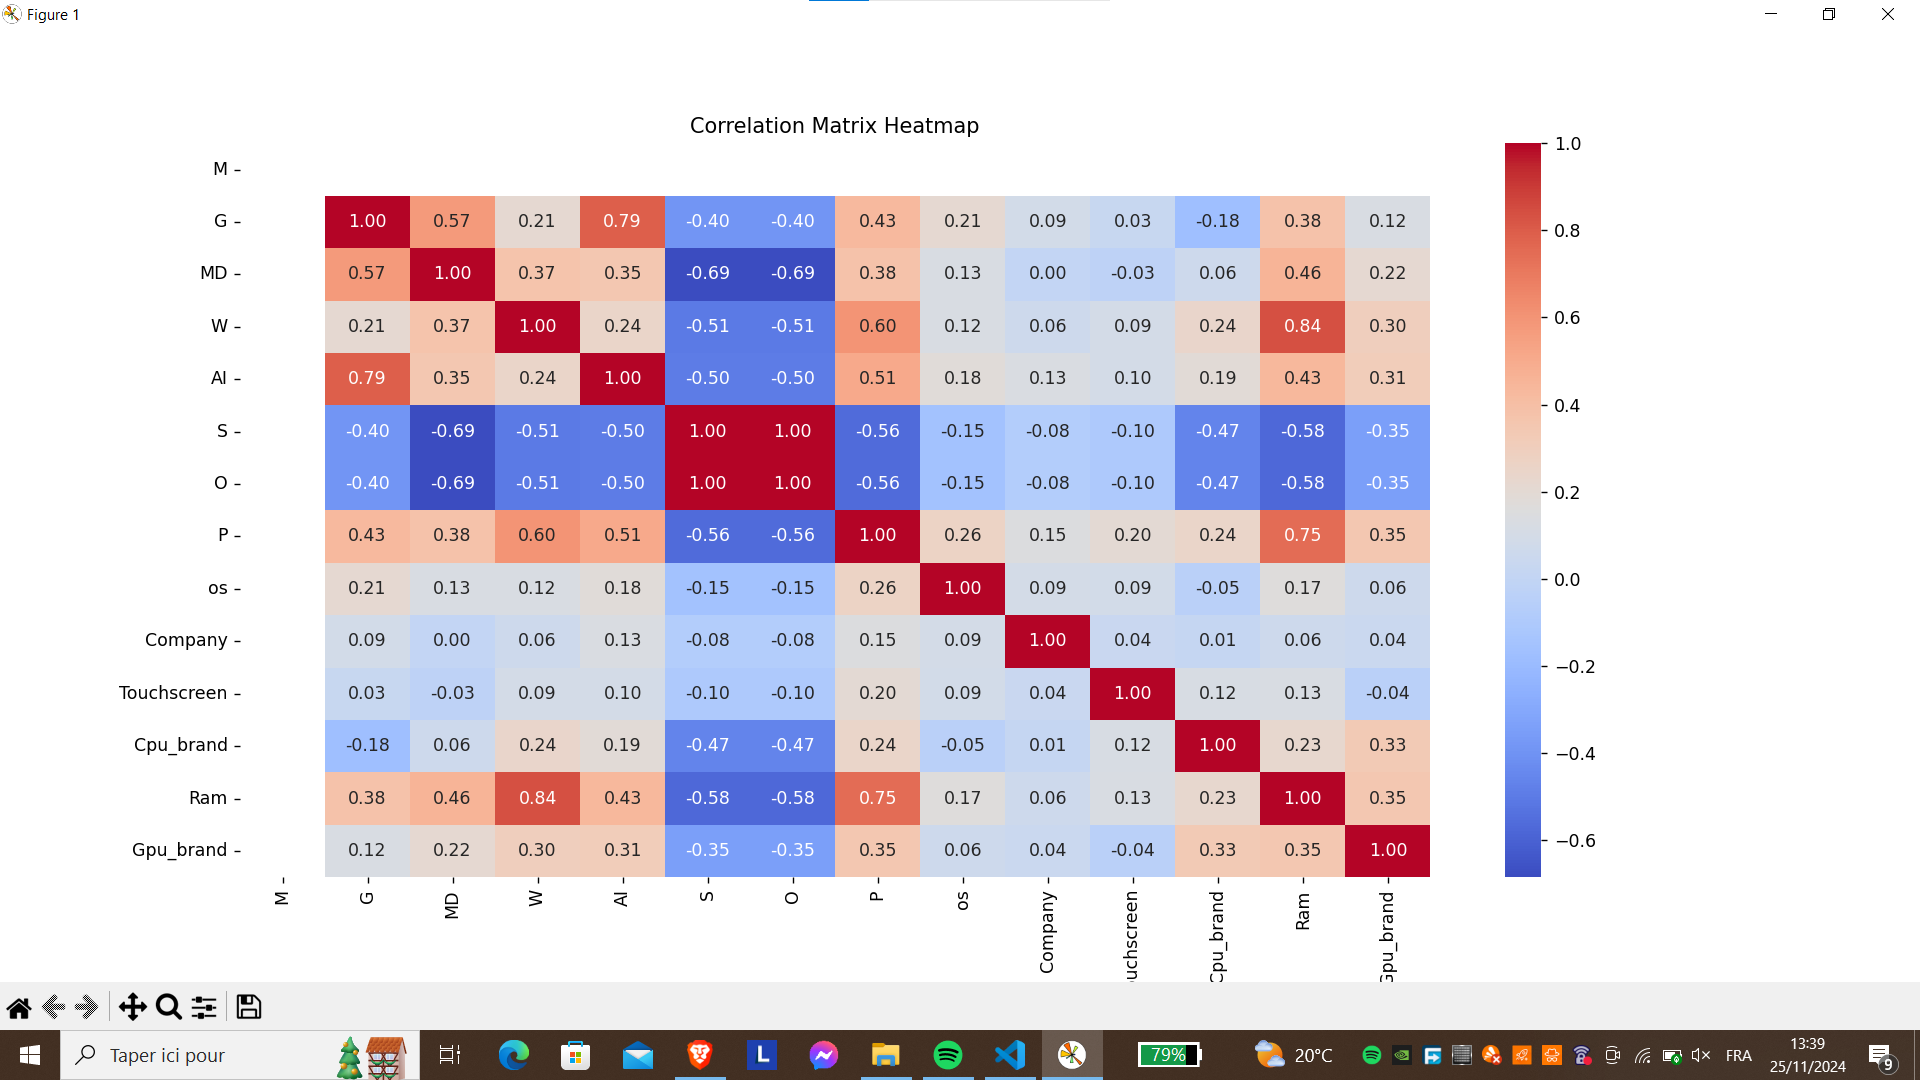 Figure 1
Correlation Matrix Heatmap
M
G 1.00 0.57 0.21 0.79 -0.40 -0.40 0.43 0.21 0.09 0.03 -0.18 0.38 0.12
MD 0.57 1.00 0.37 0.35 -0.69 -0.69 0.38 0.13 0.00 -0.03 0.06 0.46 0.22
W 0.21 0.37 1.00 0.24 -0.51 -0.51 0.60 0.12 0.06 0.09 0.24 0.84 0.30
AI 0.79 0.35 0.24 1.00 -0.50 -0.50 0.51 0.18 0.13 0.10 0.19 0.43 0.31
S -0.40 -0.69 -0.51 -0.50 1.00 1.00 -0.56 -0.15 -0.08 -0.10 -0.47 -0.58 -0.35
O -0.40 -0.69 -0.51 -0.50 1.00 1.00 -0.56 -0.15 -0.08 -0.10 -0.47 -0.58 -0.35
P 0.43 0.38 0.60 0.51 -0.56 -0.56 1.00 0.26 0.15 0.20 0.24 0.75 0.35
os 0.21 0.13 0.12 0.18 -0.15 -0.15 0.26 1.00 0.09 0.09 -0.05 0.17 0.06
Company 0.09 0.00 0.06 0.13 -0.08 -0.08 0.15 0.09 1.00 0.04 0.01 0.06 0.04
Touchscreen 0.03 -0.03 0.09 0.10 -0.10 -0.10 0.20 0.09 0.04 1.00 0.12 0.13 -0.04
Cpu_brand -0.18 0.06 0.24 0.19 -0.47 -0.47 0.24 -0.05 0.01 0.12 1.00 0.23 0.33
Ram 0.38 0.46 0.84 0.43 -0.58 -0.58 0.75 0.17 0.06 0.13 0.23 1.00 0.35
Gpu_brand 0.12 0.22 0.30 0.31 -0.35 -0.35 0.35 0.06 0.04 -0.04 0.33 0.35 1.00
M G MD W AI S O P os Company ouchscreen Cpu_brand Ram Gpu_brand
1.0
0.8
0.6
0.4
0.2
0.0
−0.2
−0.4
−0.6
Taper ici pour
L
79%
20°C
FRA
13:39
25/11/2024
9